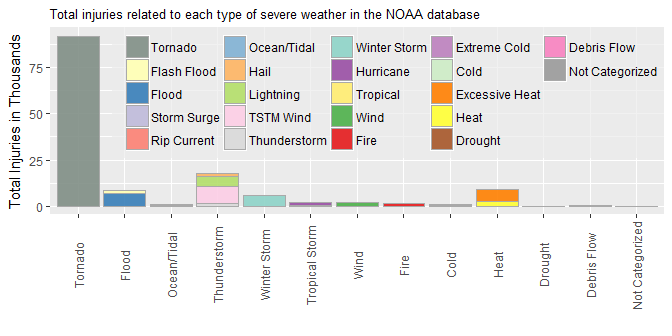 Total injuries related to each type of severe weather in the NOAA database
Total Injuries in Thousands
75
50
25
0
Tornado Ocean/Tidal Winter Storm Extreme Cold Debris Flow
Flash Flood Hail Hurricane Cold Not Categorized
Flood Lightning Tropical Excessive Heat
Storm Surge TSTM Wind Wind Heat
Rip Current Thunderstorm Fire Drought
Tornado
Flood
Ocean/Tidal
Thunderstorm
Winter Storm
Tropical Storm
Wind
Fire
Cold
Heat
Drought
Debris Flow
Not Categorized